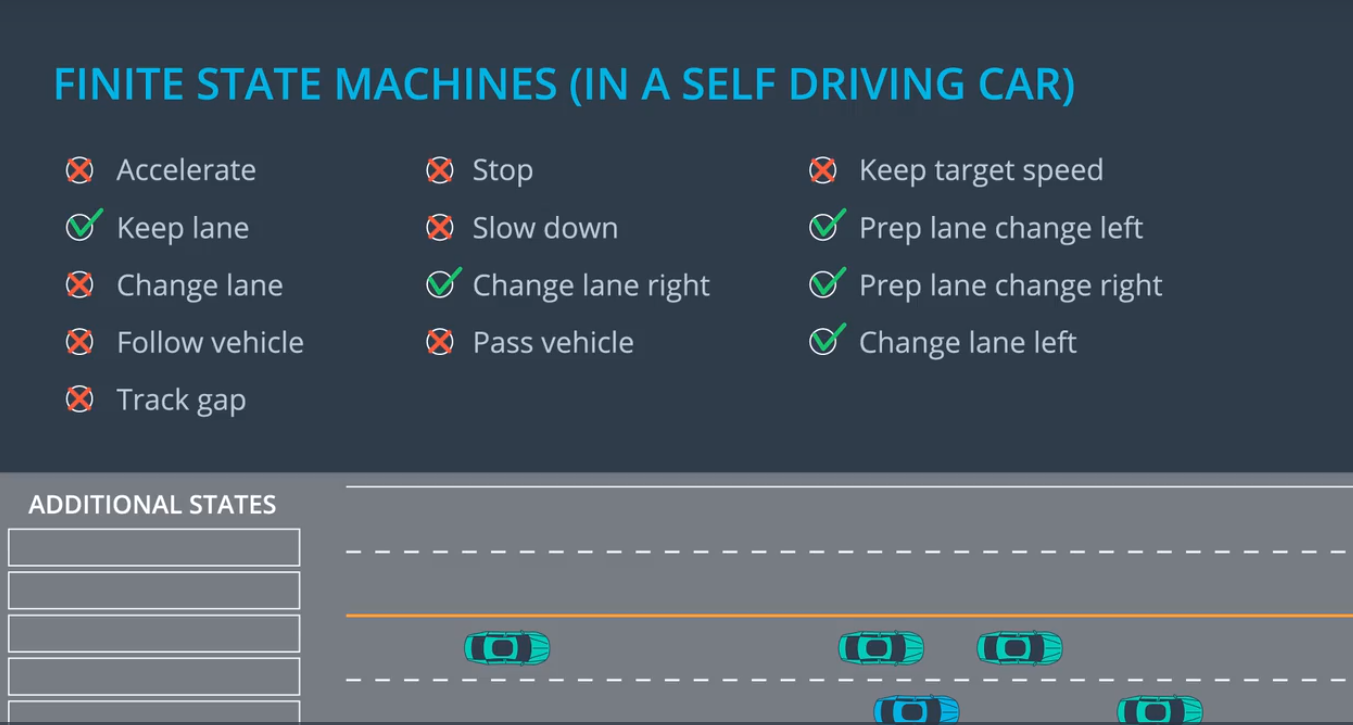 FINITE STATE MACHINES (IN A SELF DRIVING CAR)
Accelerate
Keep lane
Change lane
Follow vehicle
Track gap
Stop
Slow down
Change lane right
Pass vehicle
Keep target speed
Prep lane change left
Prep lane change right
Change lane left
ADDITIONAL STATES